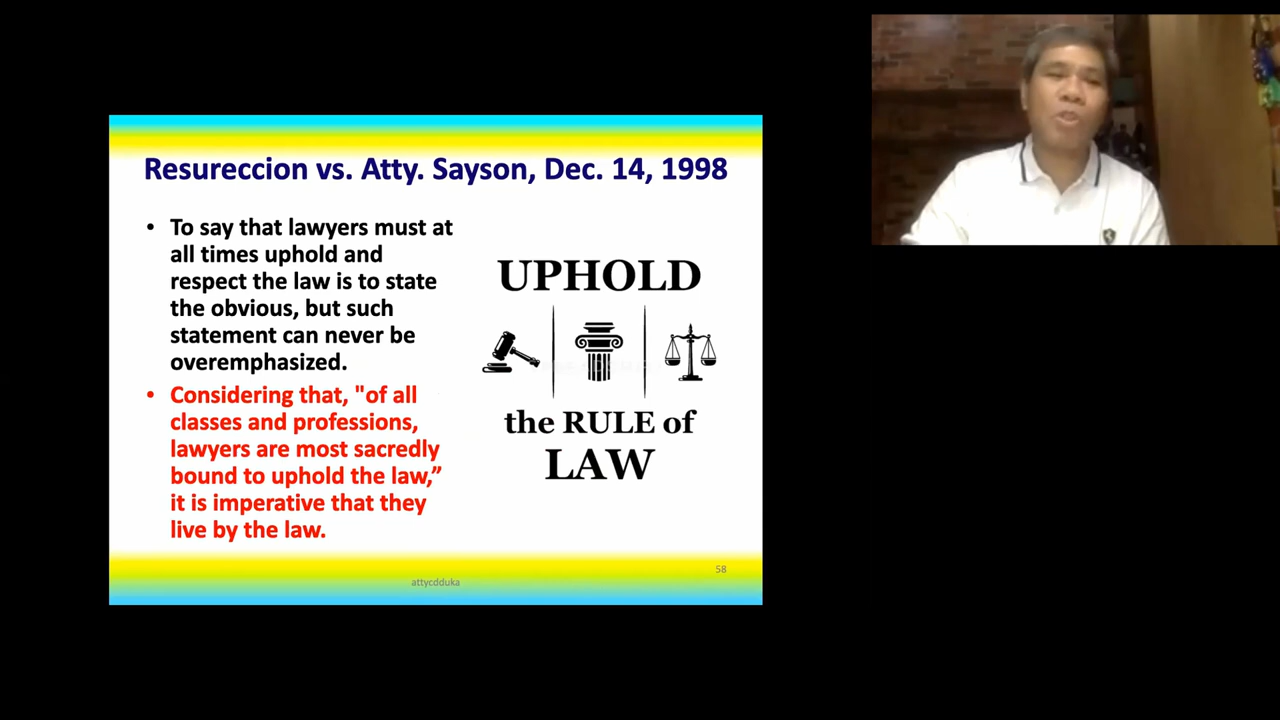 Resureccion vs. Atty. Sayson, Dec. 14, 1998
• To say that lawyers must at
all times uphold and
respect the law is to state
the obvious, but such
statement can never be
overemphasized.
• Considering that, "of all
classes and professions,
lawyers are most sacredly
bound to uphold the law,”
it is imperative that they
live by the law.
UPHOLD
the RULE of
LAW
58
attycdduka